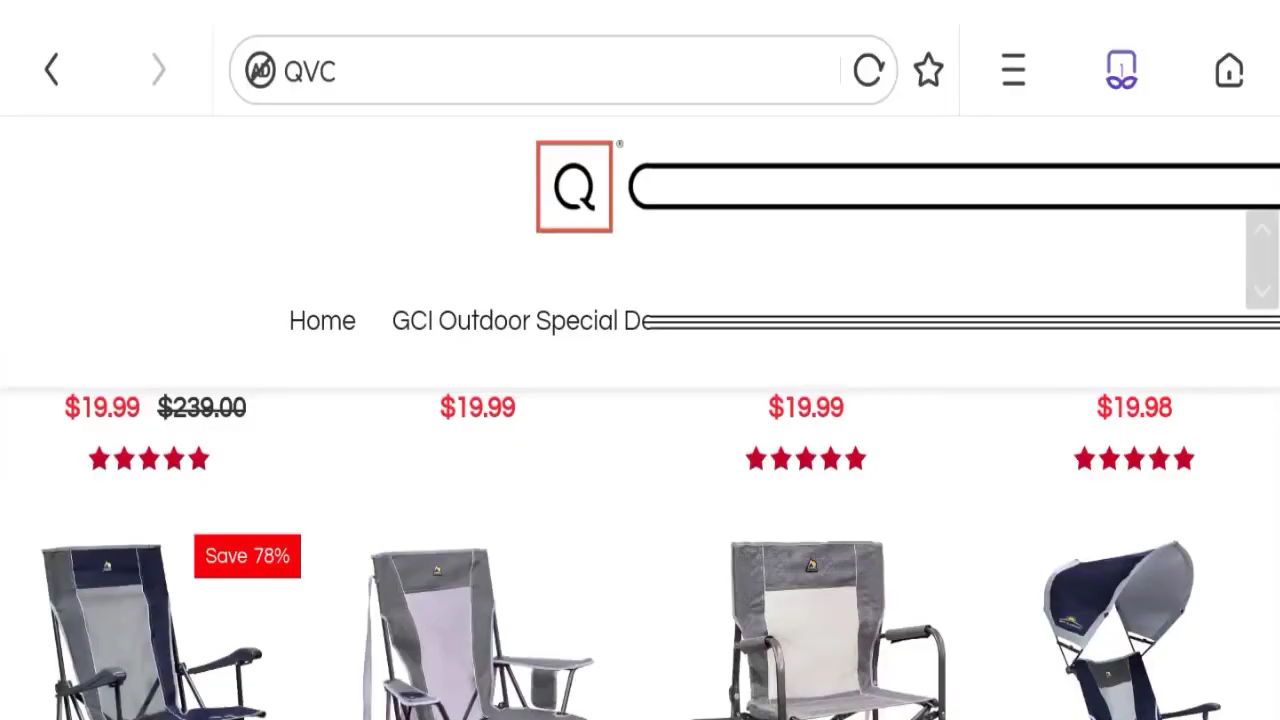 QVC
Q ®
Home GCI Outdoor Special De
$19.99 $239.00 $19.99 $19.99 $19.98
Save 78%